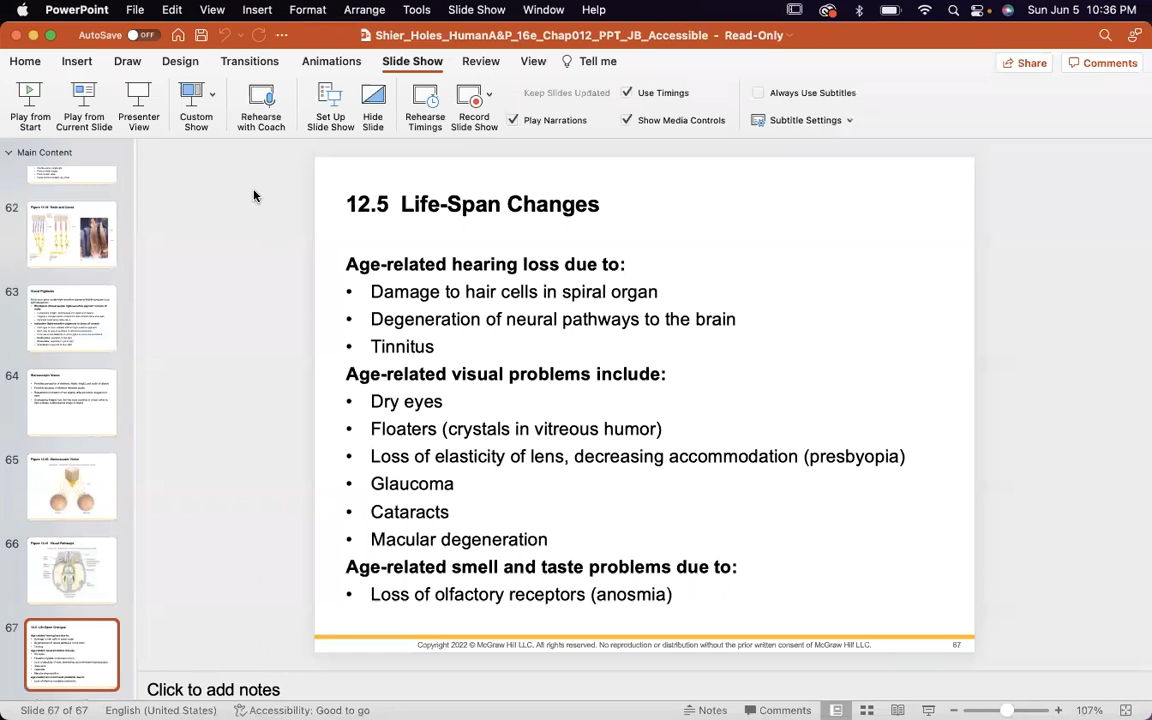 PowerPoint File Edit View Insert Format Arrange Tools Slide Show Window Help Sun Jun 5 10:36 PM
AutoSave OFF Shier_Holes_HumanA&P_16e_Chap012_PPT_JB_Accessible - Read-Only
Home Insert Draw Design Transitions Animations Slide Show Review View Tell me Share Comments
Play from Start
Play from Current Slide
Presenter View
Custom Show
Rehearse with Coach
Set Up Slide Show
Hide Slide
Rehearse Timings
Record Slide Show
Keep Slides Updated
Use Timings
Play Narrations
Show Media Controls
Always Use Subtitles
Subtitle Settings
Main Content
62
63
Visual Pigments
64
Stereoscopic Vision
65
66
67
12.5 Life-Span Changes
12.5 Life-Span Changes
Age-related hearing loss due to:
• Damage to hair cells in spiral organ
• Degeneration of neural pathways to the brain
• Tinnitus
Age-related visual problems include:
• Dry eyes
• Floaters (crystals in vitreous humor)
• Loss of elasticity of lens, decreasing accommodation (presbyopia)
• Glaucoma
• Cataracts
• Macular degeneration
Age-related smell and taste problems due to:
• Loss of olfactory receptors (anosmia)
Copyright 2022 © McGraw Hill LLC. All rights reserved. No reproduction or distribution without the prior written consent of McGraw Hill LLC. 67
Click to add notes
Slide 67 of 67 English (United States) Accessibility: Good to go Notes Comments 107%